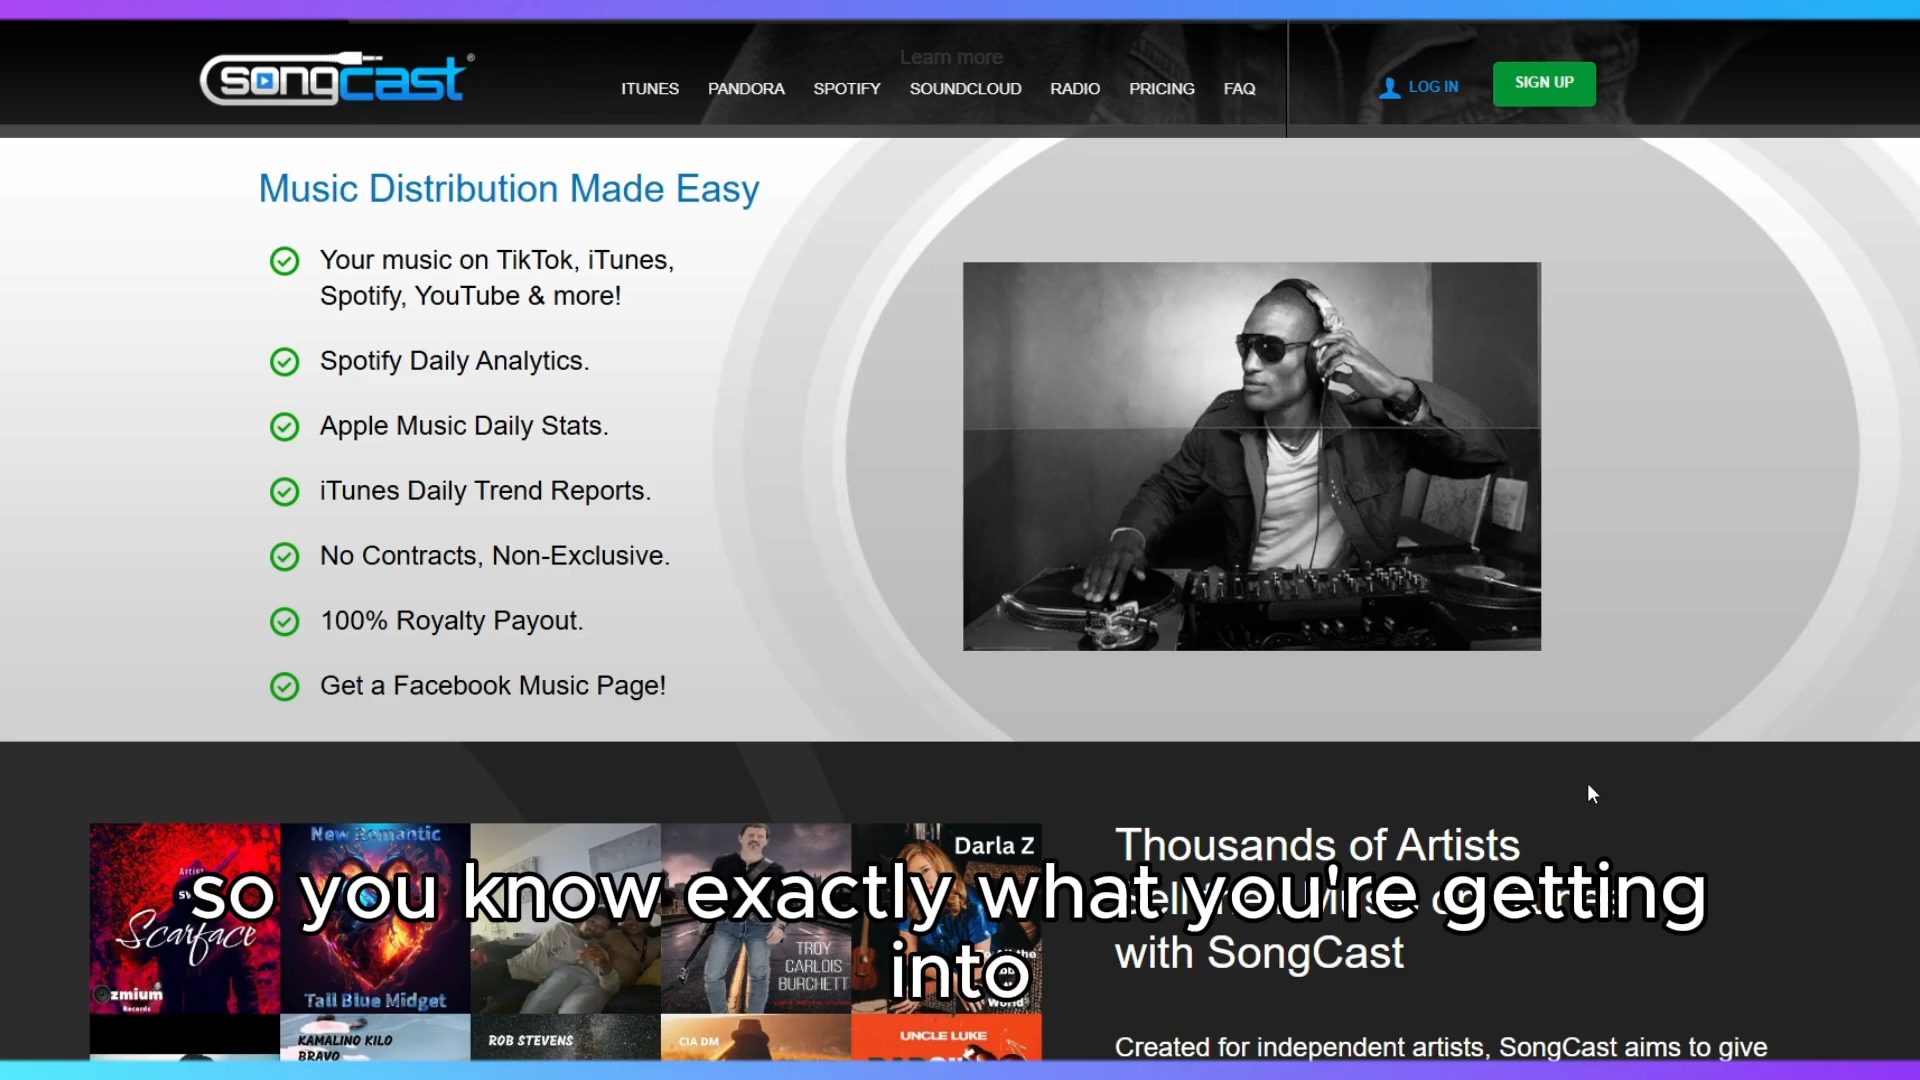 songcast®
Learn more
ITUNES PANDORA SPOTIFY SOUNDCLOUD RADIO PRICING FAQ
LOG IN
SIGN UP
Music Distribution Made Easy
Your music on TikTok, iTunes,
Spotify, YouTube & more!
Spotify Daily Analytics.
Apple Music Daily Stats.
iTunes Daily Trend Reports.
No Contracts, Non-Exclusive.
100% Royalty Payout.
Get a Facebook Music Page!
Scarface
zmium
Records
New Romantic
Tall Blue Midget
TROY
CARLOIS
BURCHETT
Darla Z
World
KAMALINO KILO
BRAVO
ROB STEVENS
CIA DM
UNCLE LUKE
Thousands of Artists
with SongCast
Created for independent artists, SongCast aims to give
so you know exactly what you're getting
into